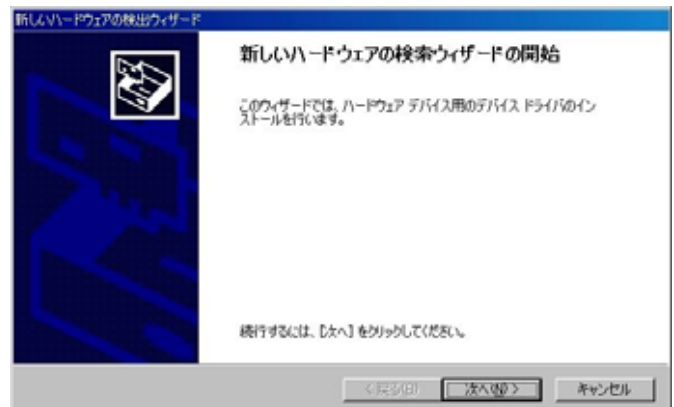 新しいハードウェアの検出ウィザード
新しいハードウェアの検索ウィザードの開始
このウィザードでは、ハードウェア デバイス用のデバイス ドライバのイン
ストールを行います。
続行するには、[次へ] をクリックしてください。
< 戻る(B)
次へ(N) >
キャンセル